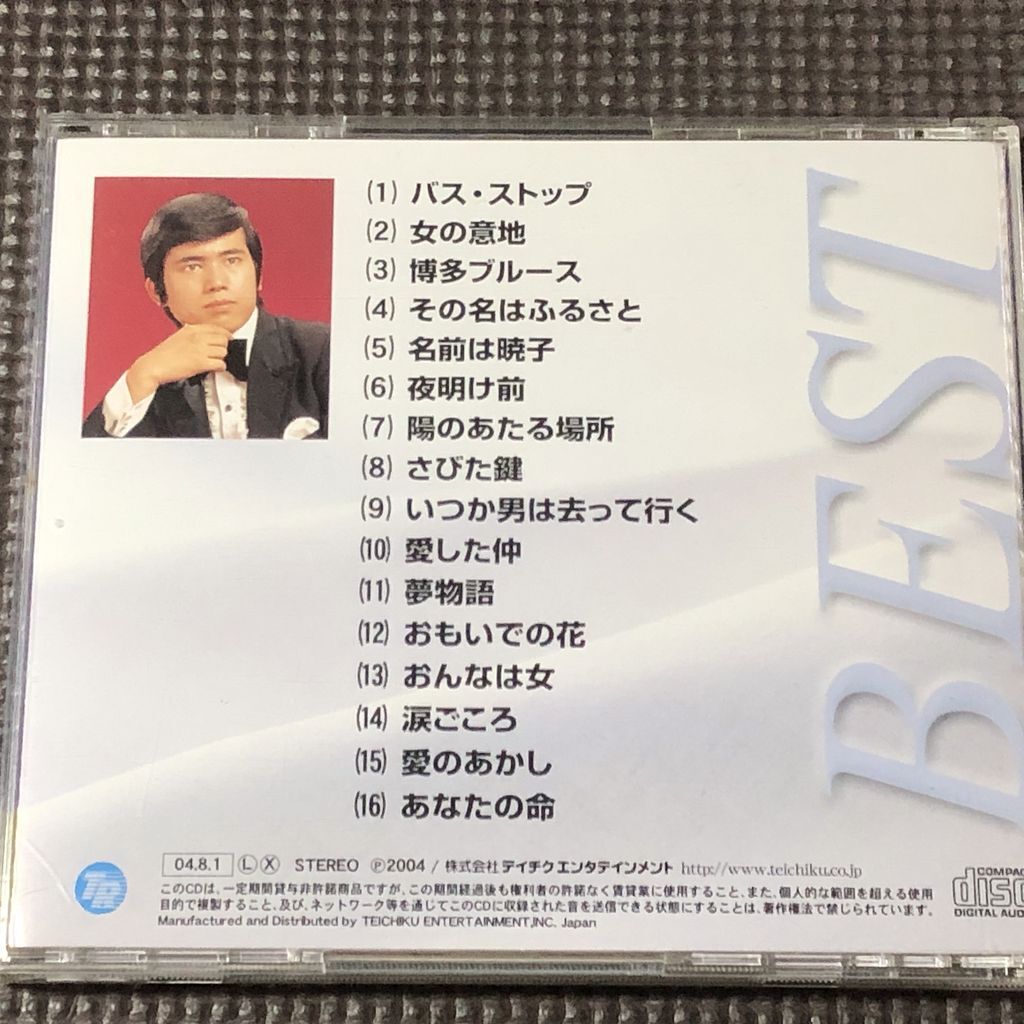 (1) バス・ストップ
(2) 女の意地
(3) 博多ブルース
(4) その名はふるさと
(5) 名前は暁子
(6) 夜明け前
(7) 陽のあたる場所
(8) さびた鍵
(9) いつか男は去って行く
(10) 愛した仲
(11) 夢物語
(12) おもいでの花
(13) おんなは女
(14) 涙ごころ
(15) 愛のあかし
(16) あなたの命
BEST
04.8.1 Ⓛ Ⓧ STEREO Ⓟ2004 / 株式会社テイチクエンタテインメント http://www.teichiku.co.jp
このCDは、一定期間貸与非許諾商品ですが、この期間経過後も権利者の許諾なく賃貸業に使用すること、また、個人的な範囲を超える使用
目的で複製すること、及び、ネットワーク等を通じてこのCDに収録された音を送信できる状態にすることは、著作権法で禁じられています。
Manufactured and Distributed by TEICHIKU ENTERTAINMENT,INC. Japan
TR
COMPAC
disc
DIGITAL AUDIO